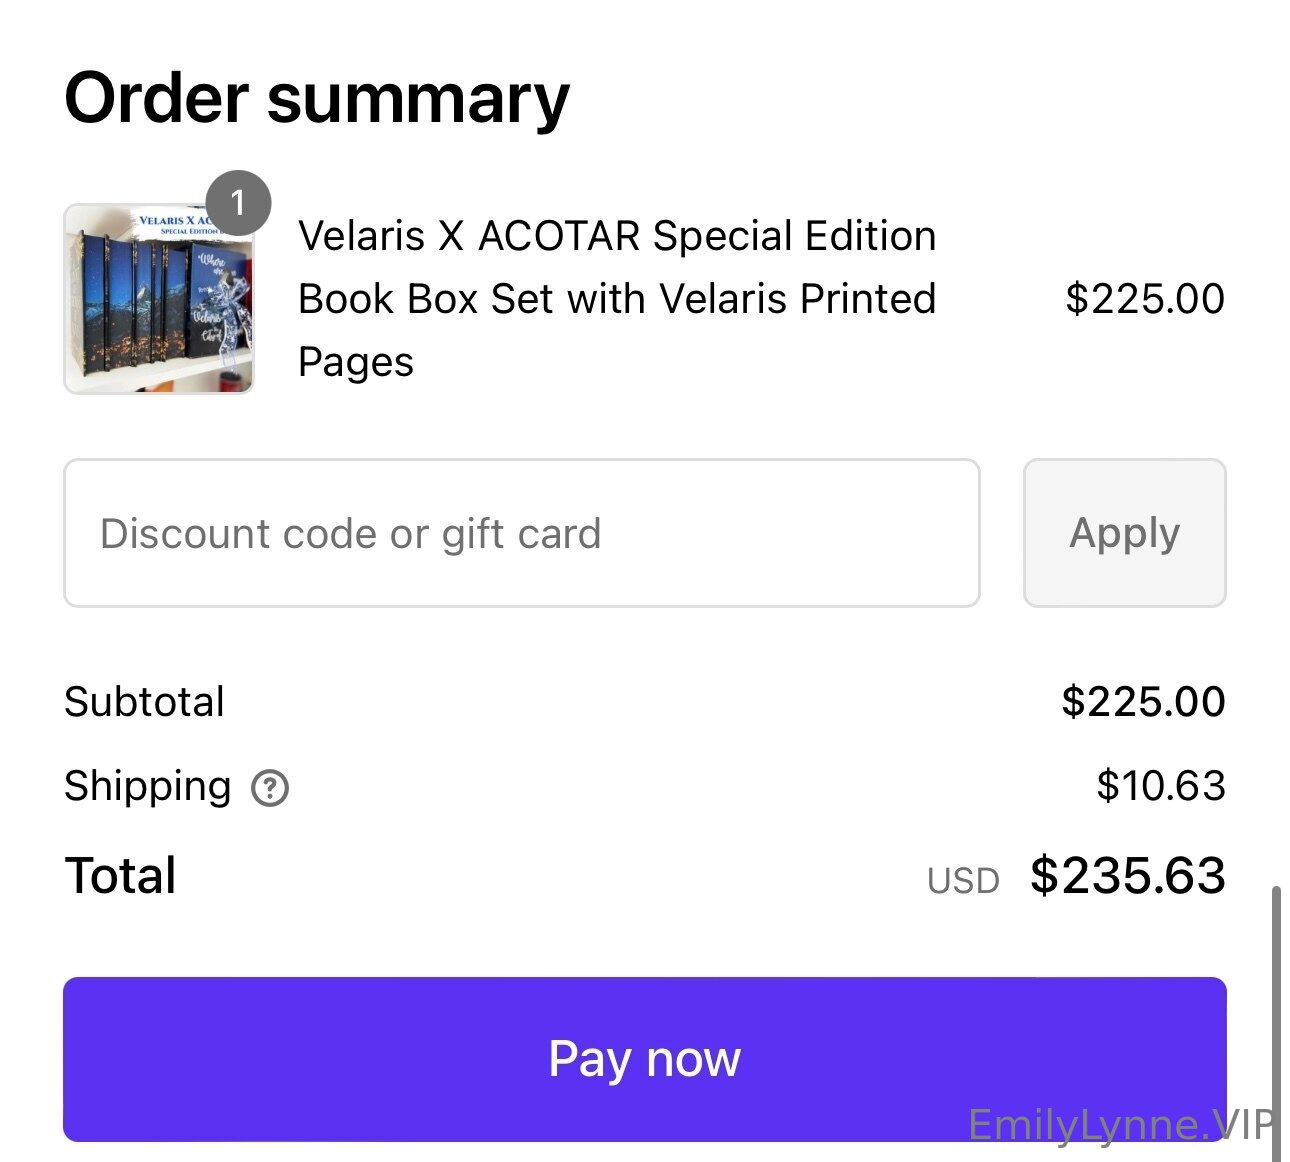 Order summary
1
VELARIS X AC
SPECIAL EDITION
"Where
are
Velaris Х ACOTAR Special Edition
Book Box Set with Velaris Printed
Pages
$225.00
Discount code or gift card
Apply
Subtotal
$225.00
Shipping ?
$10.63
Total
USD $235.63
Pay now
EmilyLynne.VIP